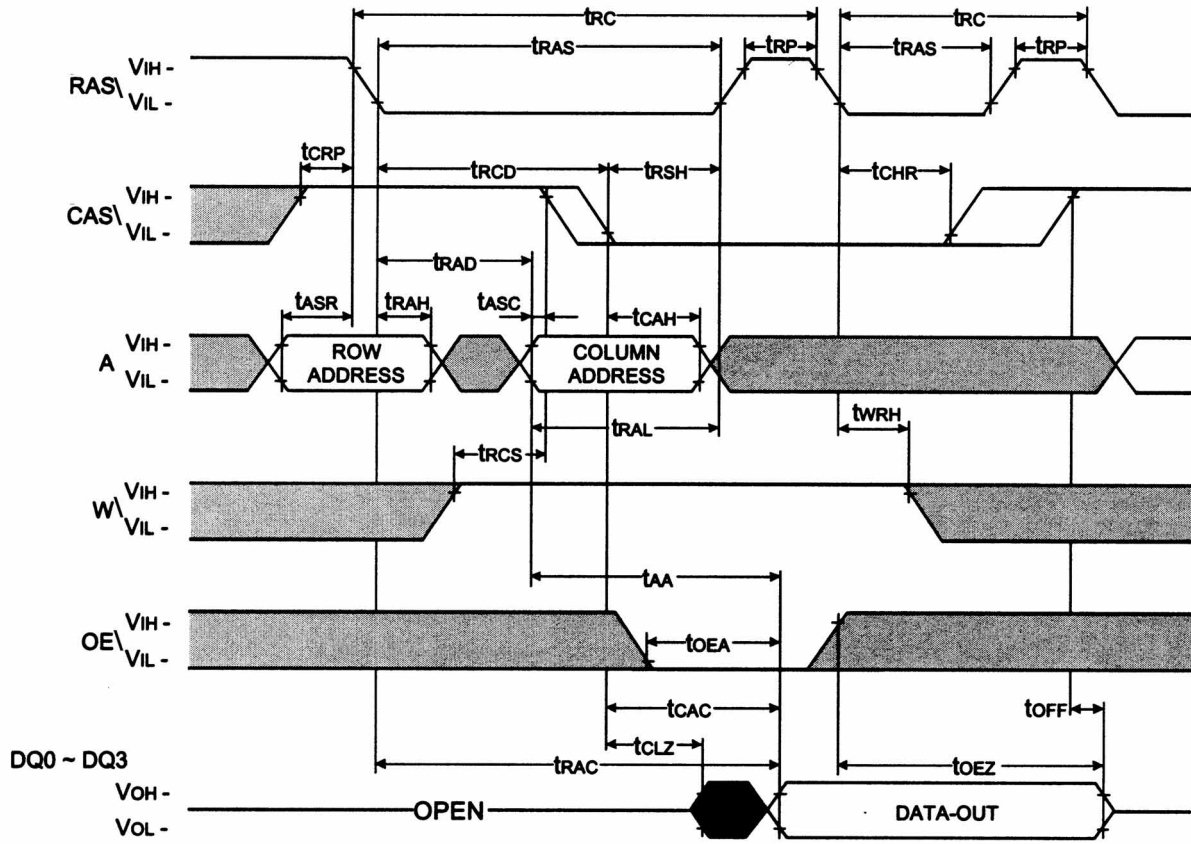 tRC tRC
tRAS tRP tRAS tRP
VIH -
RAS\
VIL -
tCRP tRCD tRSH tCHR
VIH -
CAS\
VIL -
tRAD
tASR tRAH tASC tCAH
VIH -
A
VIL -
ROW ADDRESS
COLUMN ADDRESS
tRAL tWRH
tRCS
VIH -
W\
VIL -
tAA
VIH -
OE\
VIL -
tOEA
tCAC tOFF
tCLZ
DQ0 ~ DQ3
tRAC tOEZ
VOH -
VOL -
OPEN
DATA-OUT